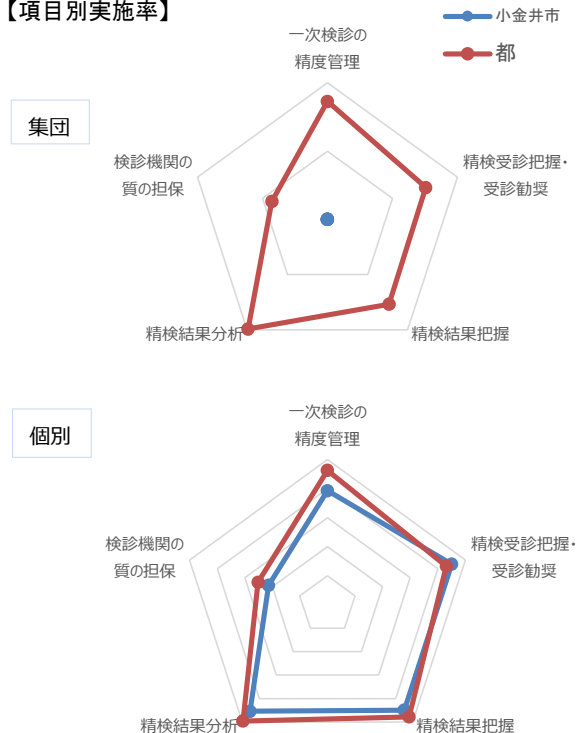 【項目別実施率】
小金井市
都
集団
一次検診の
精度管理
精検受診把握・
受診勧奨
精検結果把握
精検結果分析
検診機関の
質の担保
個別
一次検診の
精度管理
精検受診把握・
受診勧奨
精検結果把握
精検結果分析
検診機関の
質の担保